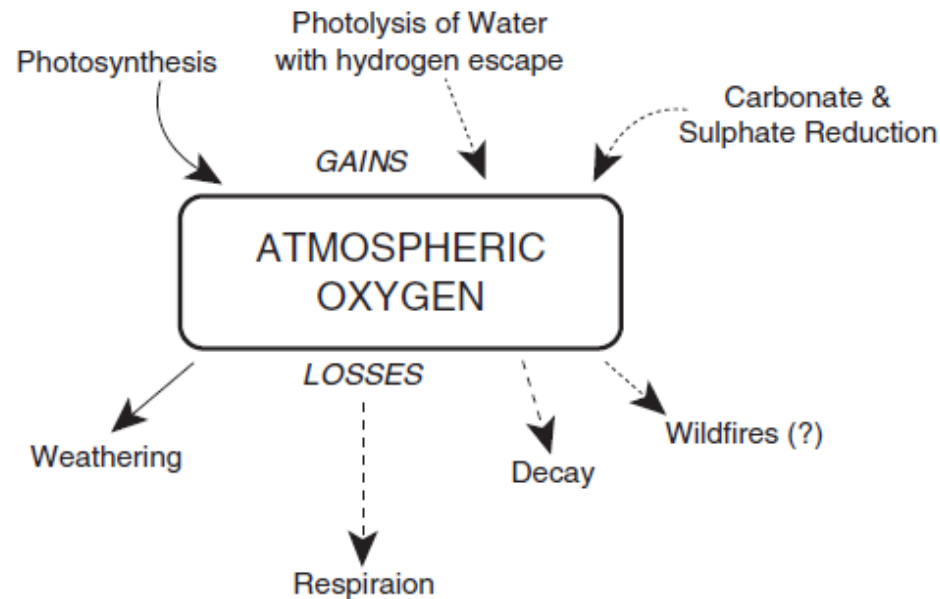 Photolysis of Water
with hydrogen escape
Photosynthesis
Carbonate &
Sulphate Reduction
GAINS
ATMOSPHERIC
OXYGEN
LOSSES
Weathering
Wildfires (?)
Decay
Respiraion